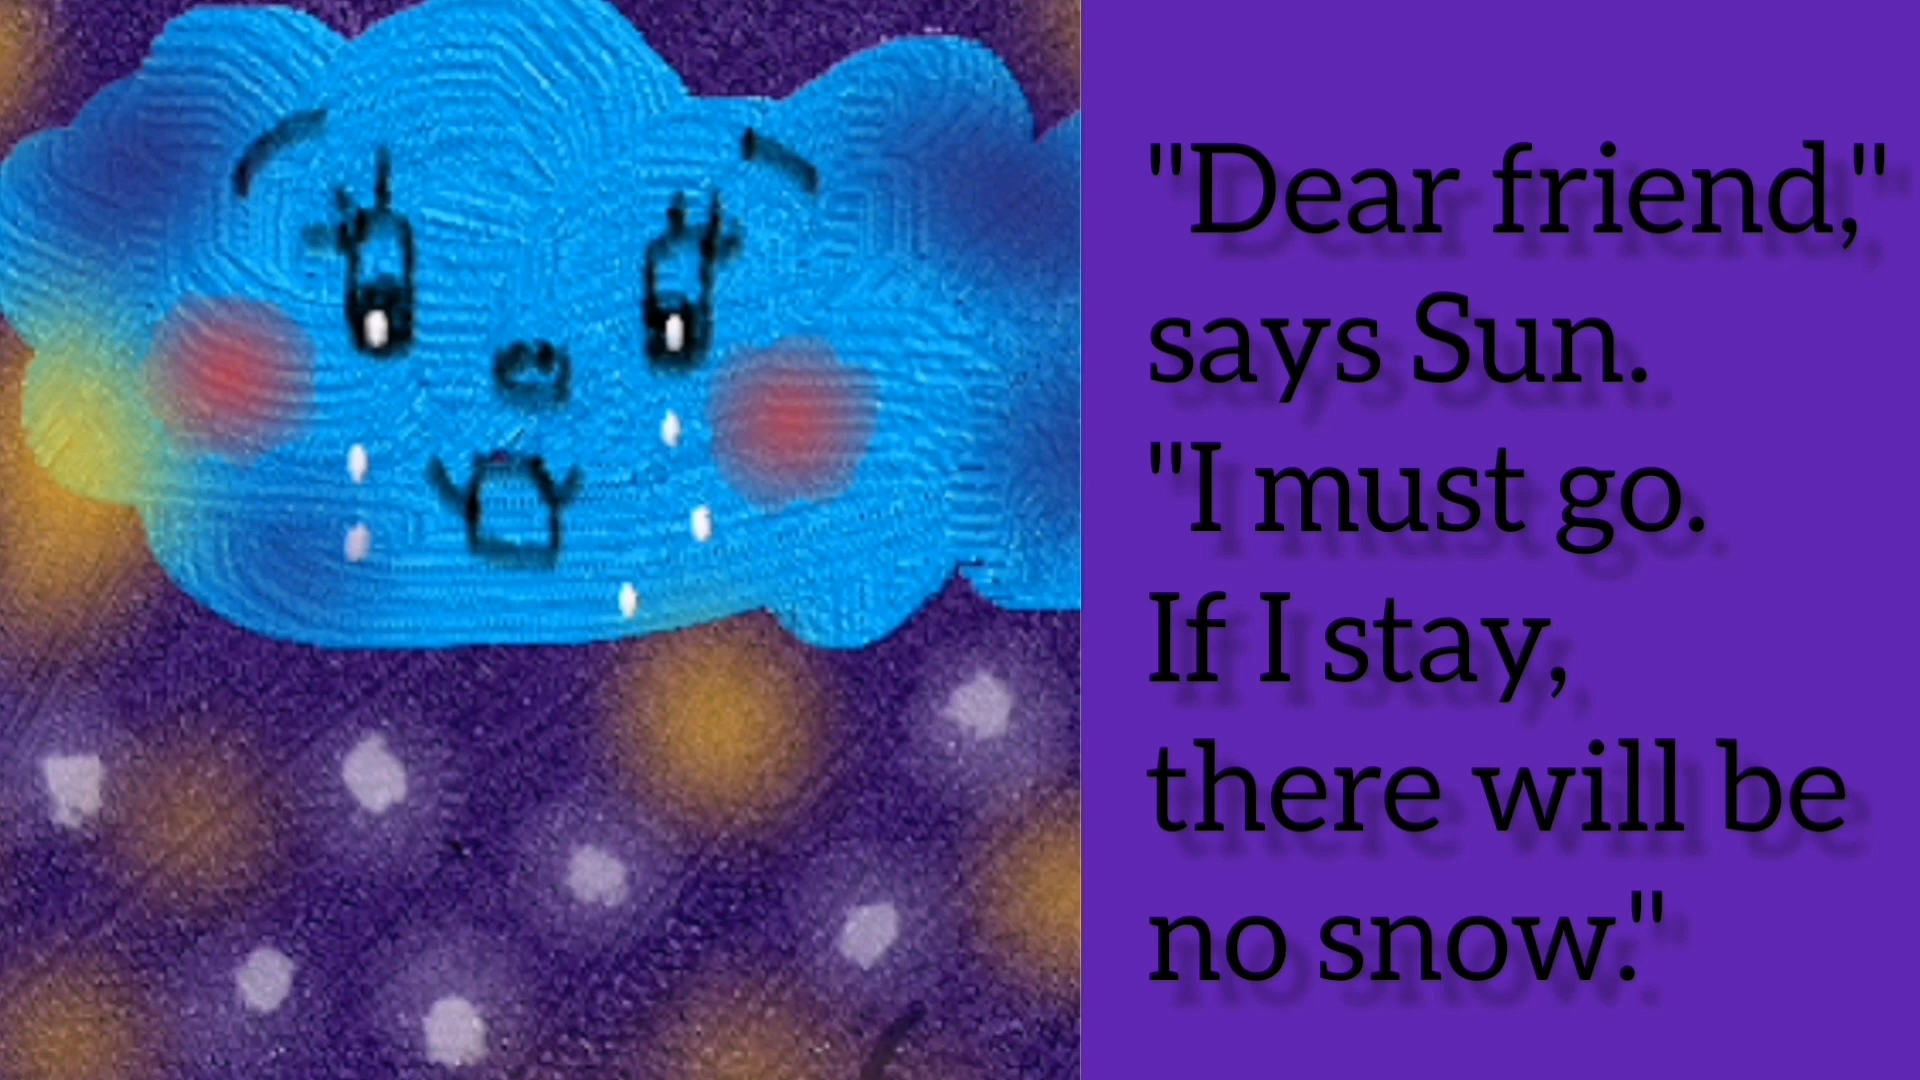 "Dear friend,"
says Sun.
"I must go.
If I stay,
there will be
no snow."